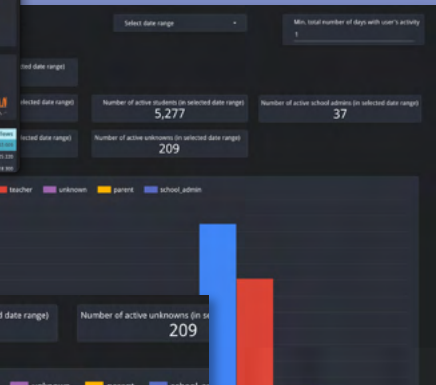 Select date range
Min. total number of days with user's activity
1
date range)
selected date range)
Number of active students (in selected date range)
5,277
Number of active school admins (in selected date range)
37
selected date range)
Number of active unknowns (in selected date range)
209
teacher unknown parent school_admin
d date range)
Number of active unknowns (in se
209